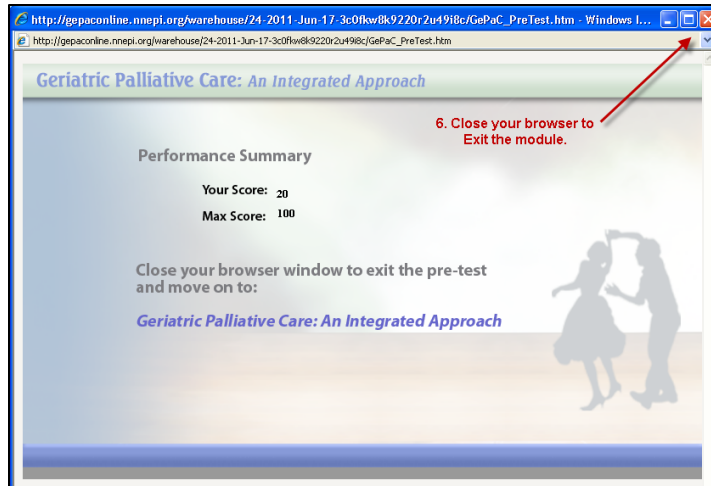 http://gepaconline.nnepi.org/warehouse/24-2011-Jun-17-3c0fkw8k9220r2u49i8c/GePaC_PreTest.htm - Windows I...
http://gepaconline.nnepi.org/warehouse/24-2011-Jun-17-3c0fkw8k9220r2u49i8c/GePaC_PreTest.htm
Geriatric Palliative Care: An Integrated Approach
6. Close your browser to
Exit the module.
Performance Summary
Your Score: 20
Max Score: 100
Close your browser window to exit the pre-test
and move on to:
Geriatric Palliative Care: An Integrated Approach